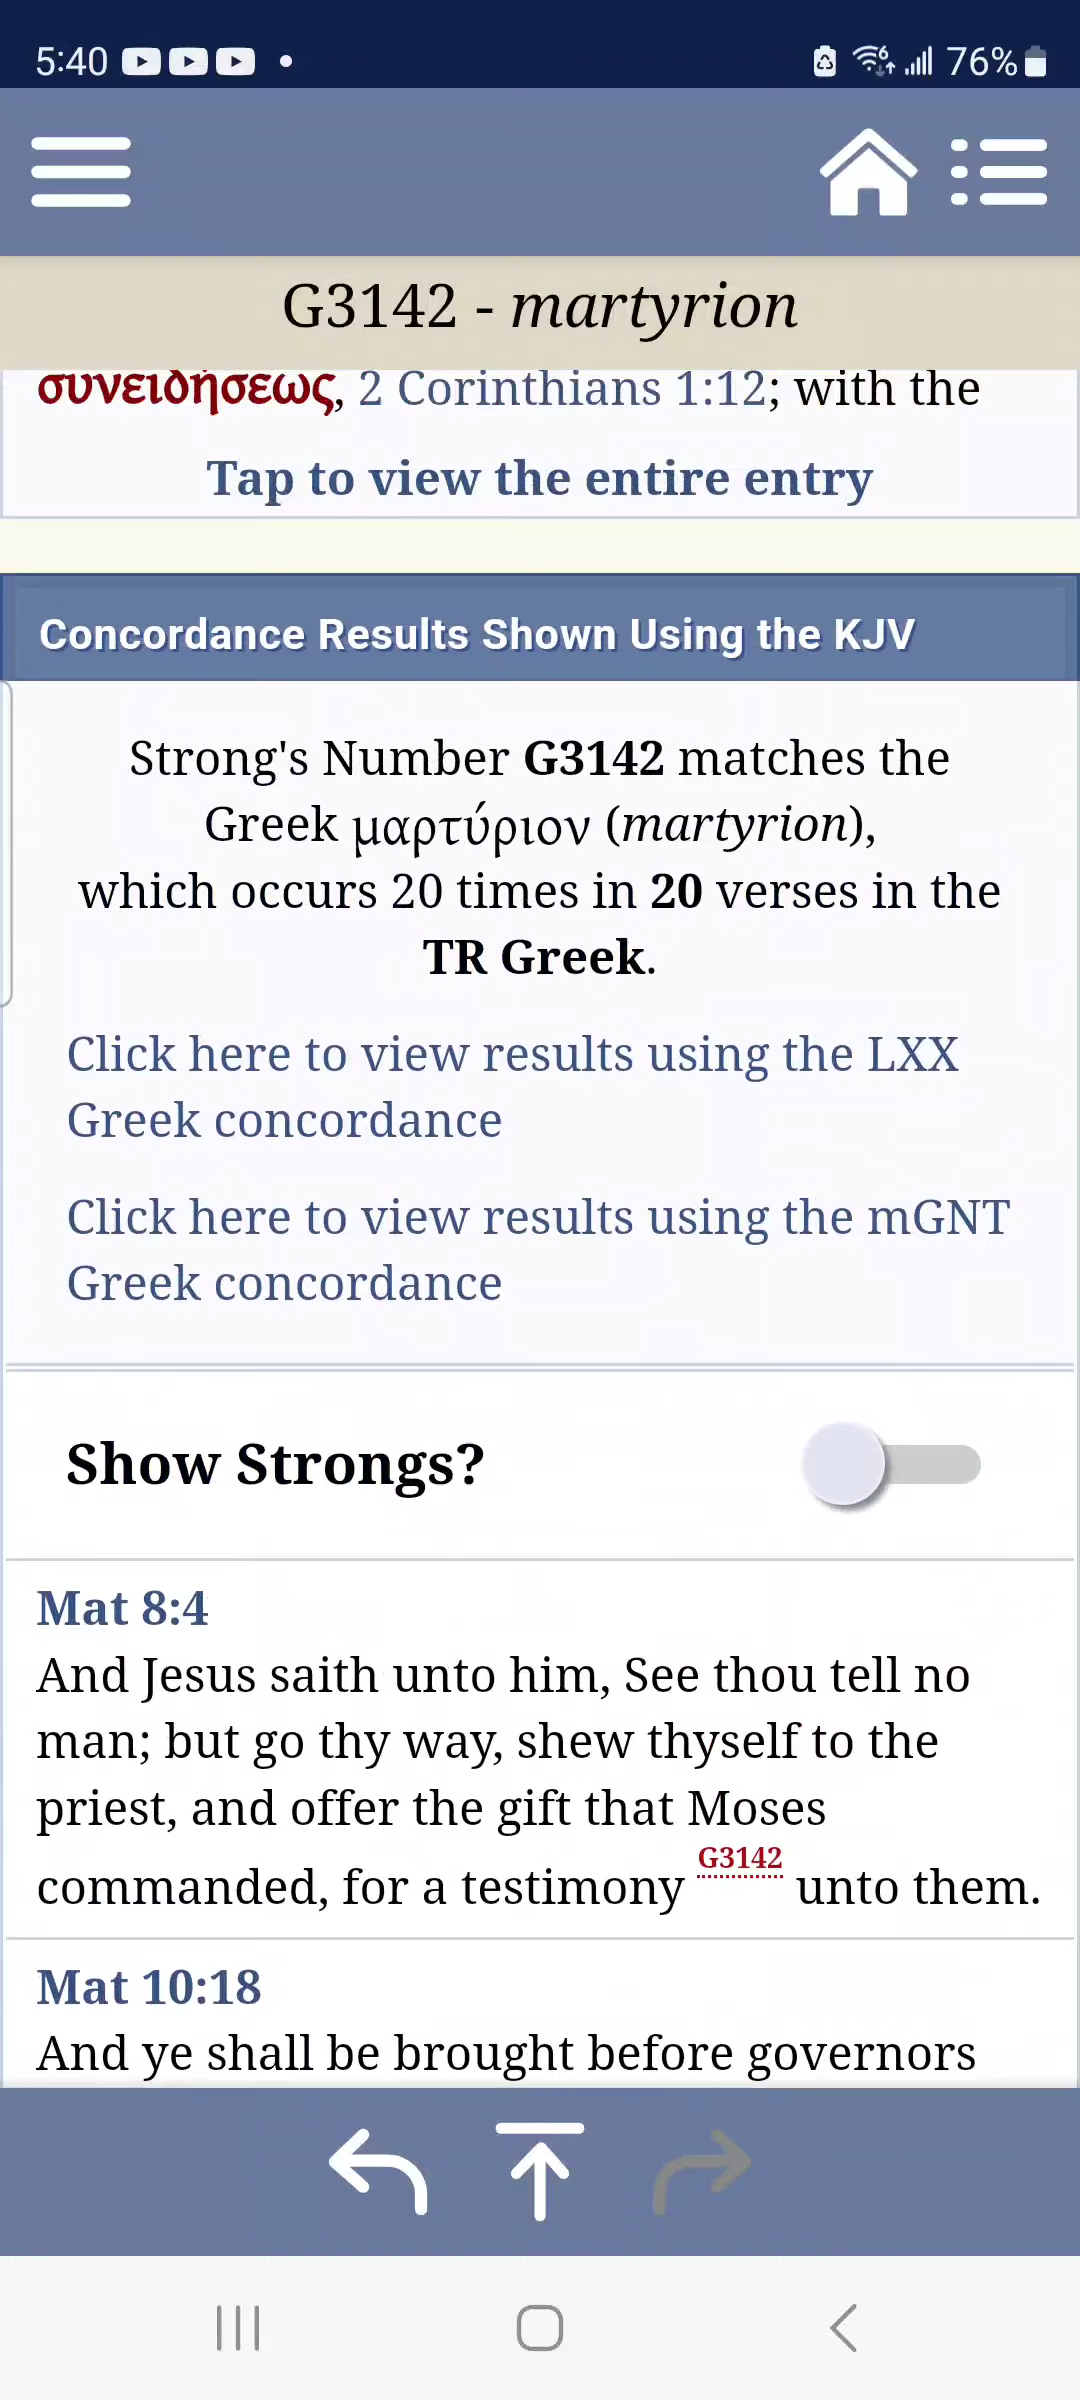 5:40
76%
G3142 - martyrion
συνειδήσεως, 2 Corinthians 1:12; with the
Tap to view the entire entry
Concordance Results Shown Using the KJV
Strong's Number G3142 matches the
Greek μαρτύριον (martyrion),
which occurs 20 times in 20 verses in the
TR Greek.
Click here to view results using the LXX
Greek concordance
Click here to view results using the mGNT
Greek concordance
Show Strongs?
Mat 8:4
And Jesus saith unto him, See thou tell no
man; but go thy way, shew thyself to the
priest, and offer the gift that Moses
commanded, for a testimony G3142 unto them.
Mat 10:18
And ye shall be brought before governors